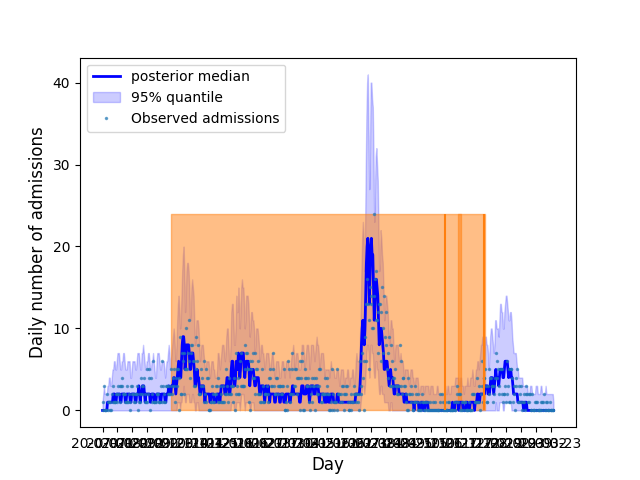 posterior median
95% quantile
Observed admissions
Daily number of admissions
40
30
20
10
0
Day